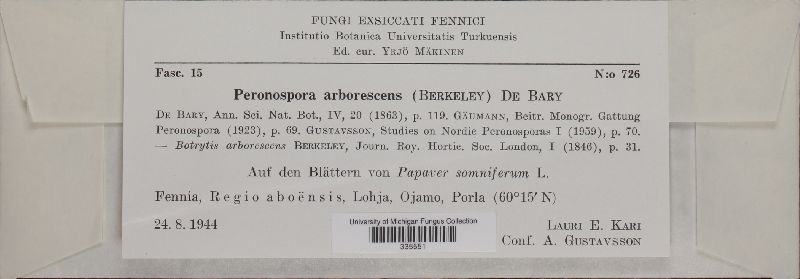 FUNGI EXSICCATI FENNICI
Institutio Botanica Universitatis Turkuensis
Ed. cur. YRJÖ MÄKINEN
Fasc. 15 N:o 726
Peronospora arborescens (BERKELEY) DE BARY
DE BARY, Ann. Sci. Nat. Bot., IV, 20 (1863), p. 119. GÄUMANN, Beitr. Monogr. Gattung
Peronospora (1923), p. 69. GUSTAVSSON, Studies on Nordic Peronosporas I (1959), p. 70.
— Botrytis arborescens BERKELEY, Journ. Roy. Hortic. Soc. London, I (1846), p. 31.
Auf den Blättern von Papaver somniferum L.
Fennia, Regio aboënsis, Lohja, Ojamo, Porla (60°15′ N)
24. 8. 1944 LAURI E. KARI
Conf. A. GUSTAVSSON
University of Michigan Fungus Collection
335551